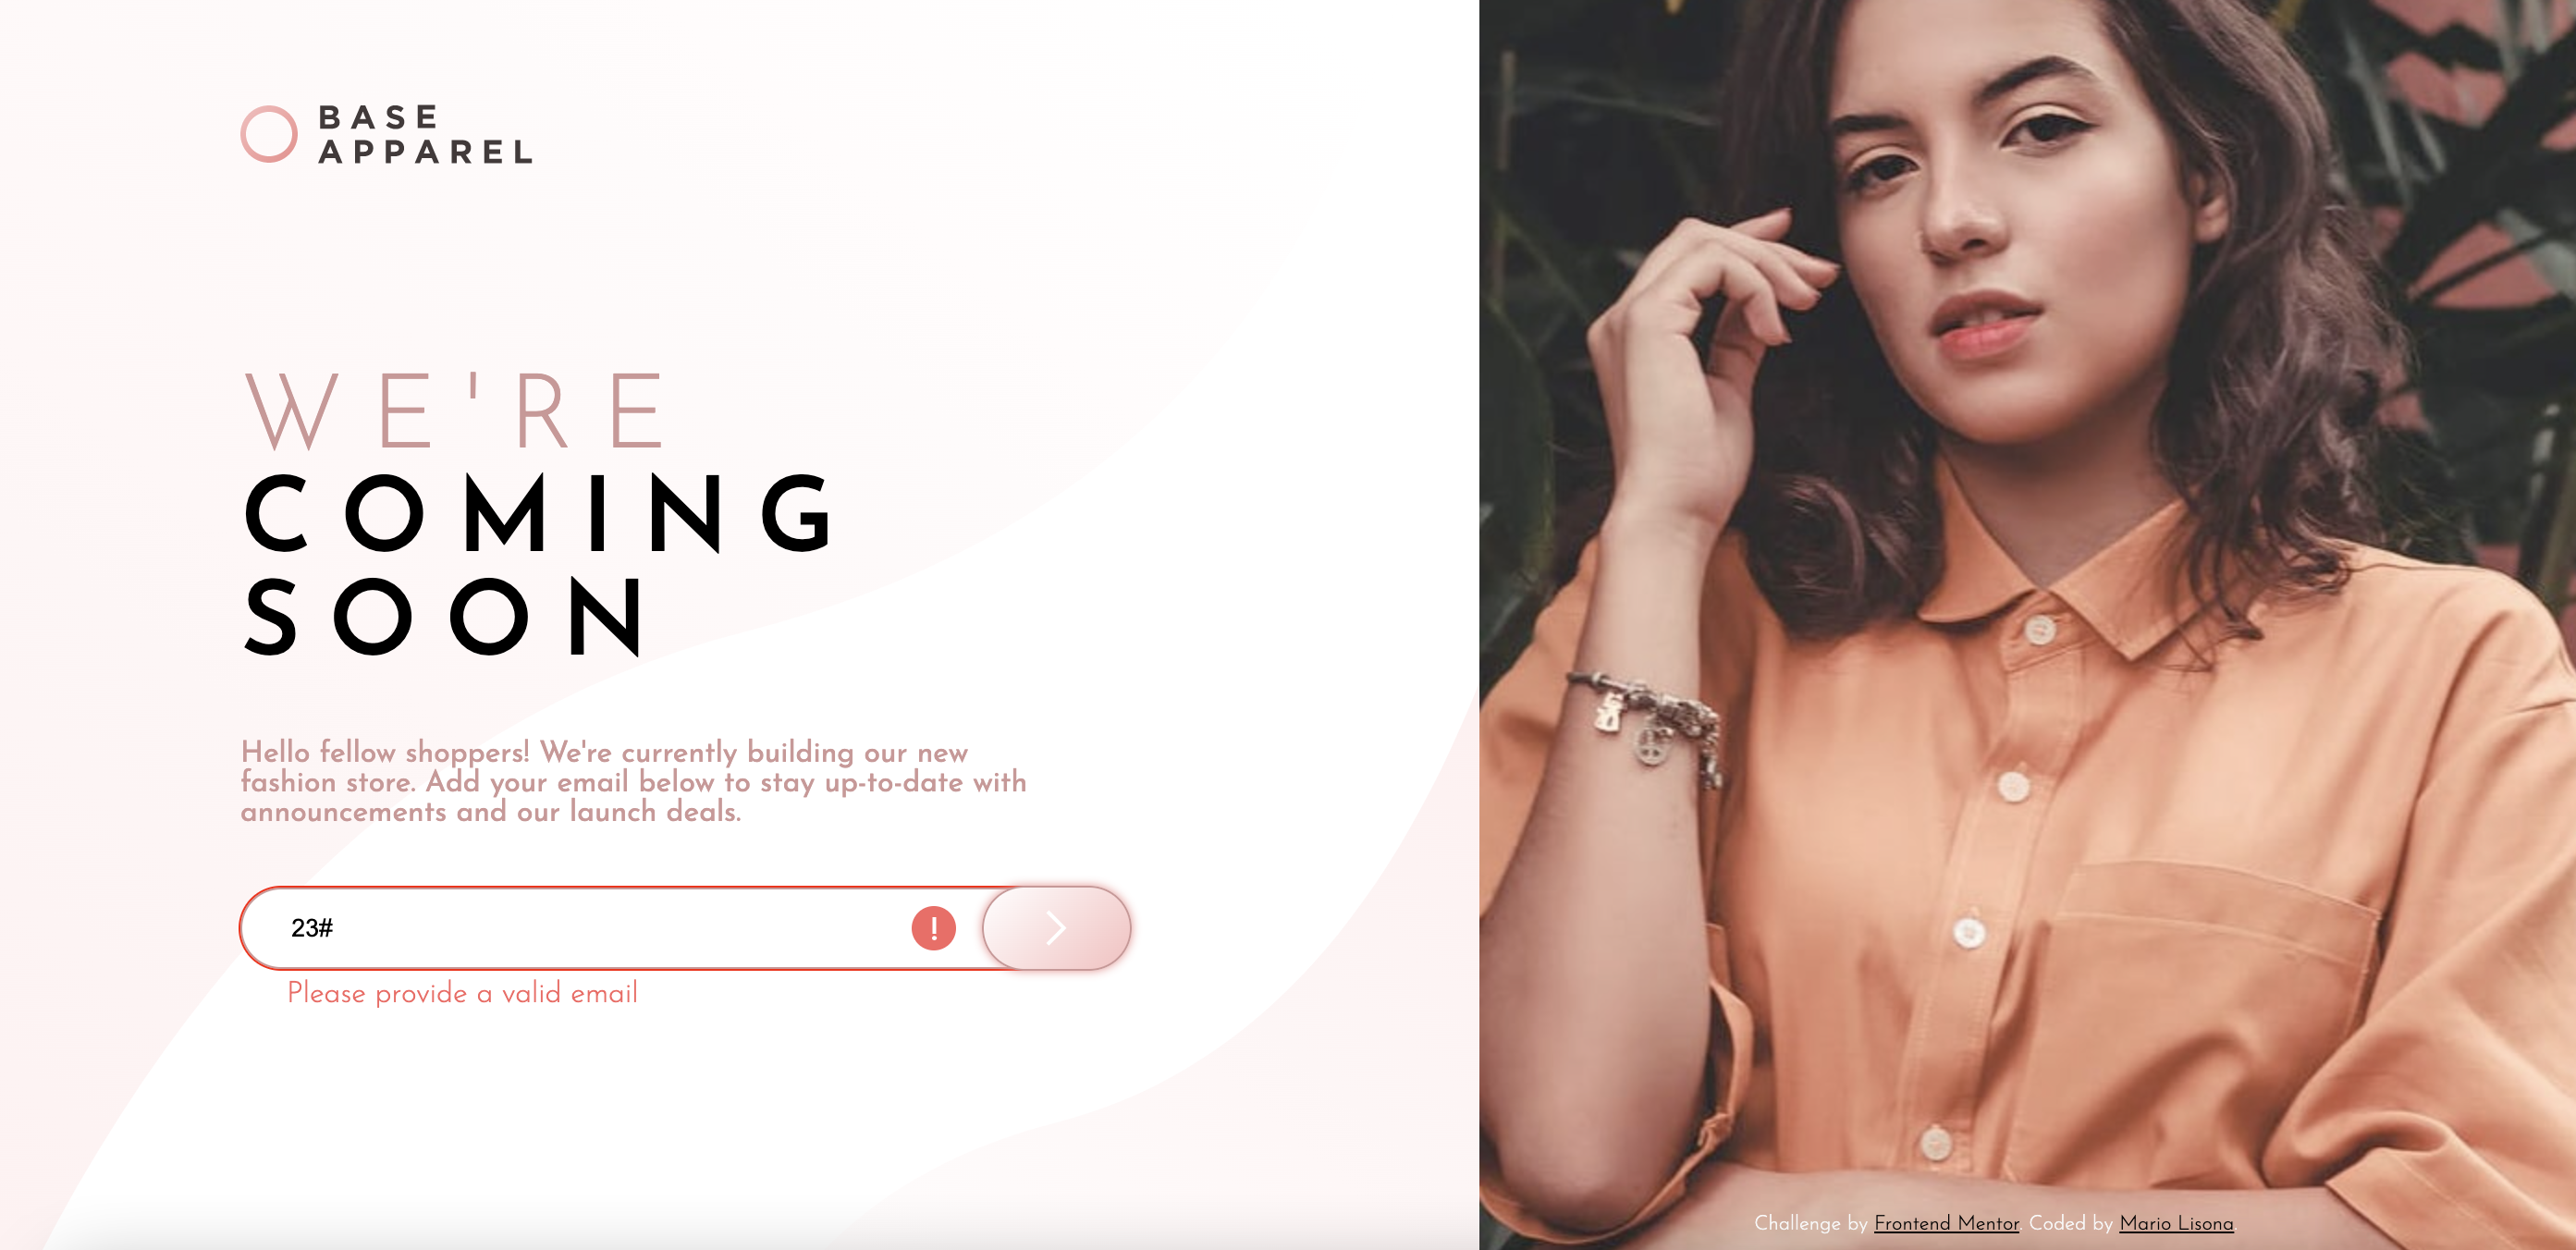 BASE
APPAREL
WE'RE
COMING
SOON
Hello fellow shoppers! We're currently building our new
fashion store. Add your email below to stay up-to-date with
announcements and our launch deals.
23#
!
Please provide a valid email
Challenge by Frontend Mentor. Coded by Mario Lisona.